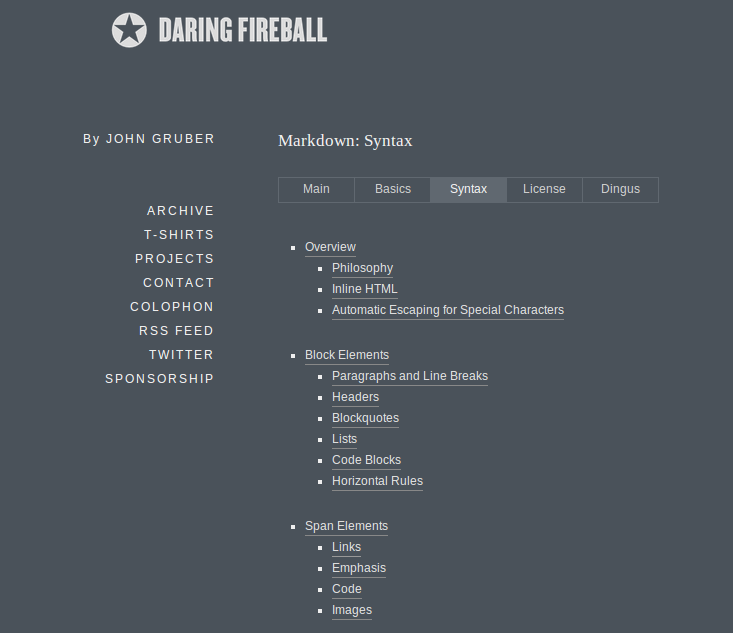 DARING FIREBALL
By JOHN GRUBER
ARCHIVE
T-SHIRTS
PROJECTS
CONTACT
COLOPHON
RSS FEED
TWITTER
SPONSORSHIP
Markdown: Syntax
Main Basics Syntax License Dingus
Overview
Philosophy
Inline HTML
Automatic Escaping for Special Characters
Block Elements
Paragraphs and Line Breaks
Headers
Blockquotes
Lists
Code Blocks
Horizontal Rules
Span Elements
Links
Emphasis
Code
Images